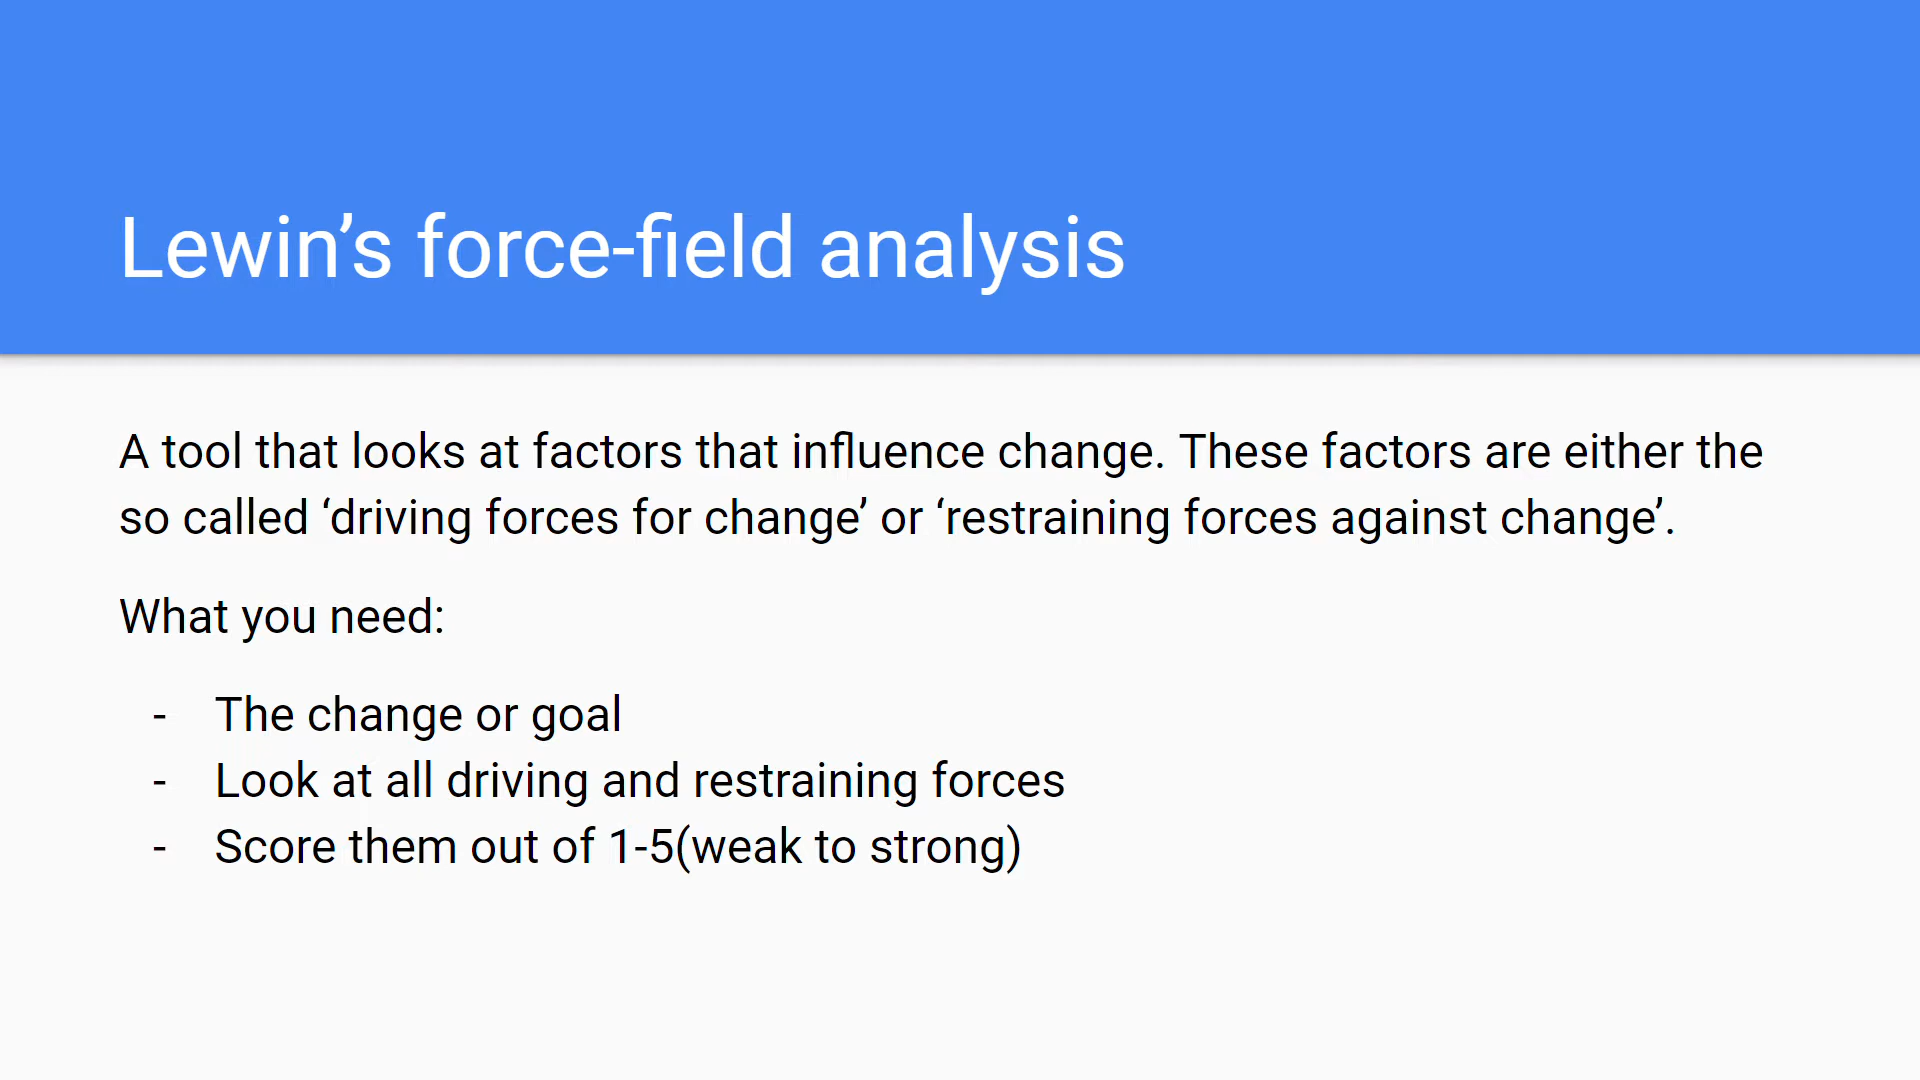 Lewin’s force-field analysis
A tool that looks at factors that influence change. These factors are either the
so called ‘driving forces for change’ or ‘restraining forces against change’.
What you need:
- The change or goal
- Look at all driving and restraining forces
- Score them out of 1-5(weak to strong)